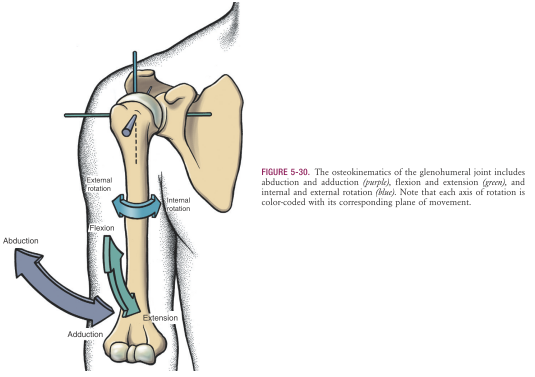 External
rotation
Internal
rotation
Flexion
Abduction
Extension
Adduction
FIGURE 5-30. The osteokinematics of the glenohumeral joint includes
abduction and adduction (purple), flexion and extension (green), and
internal and external rotation (blue). Note that each axis of rotation is
color-coded with its corresponding plane of movement.